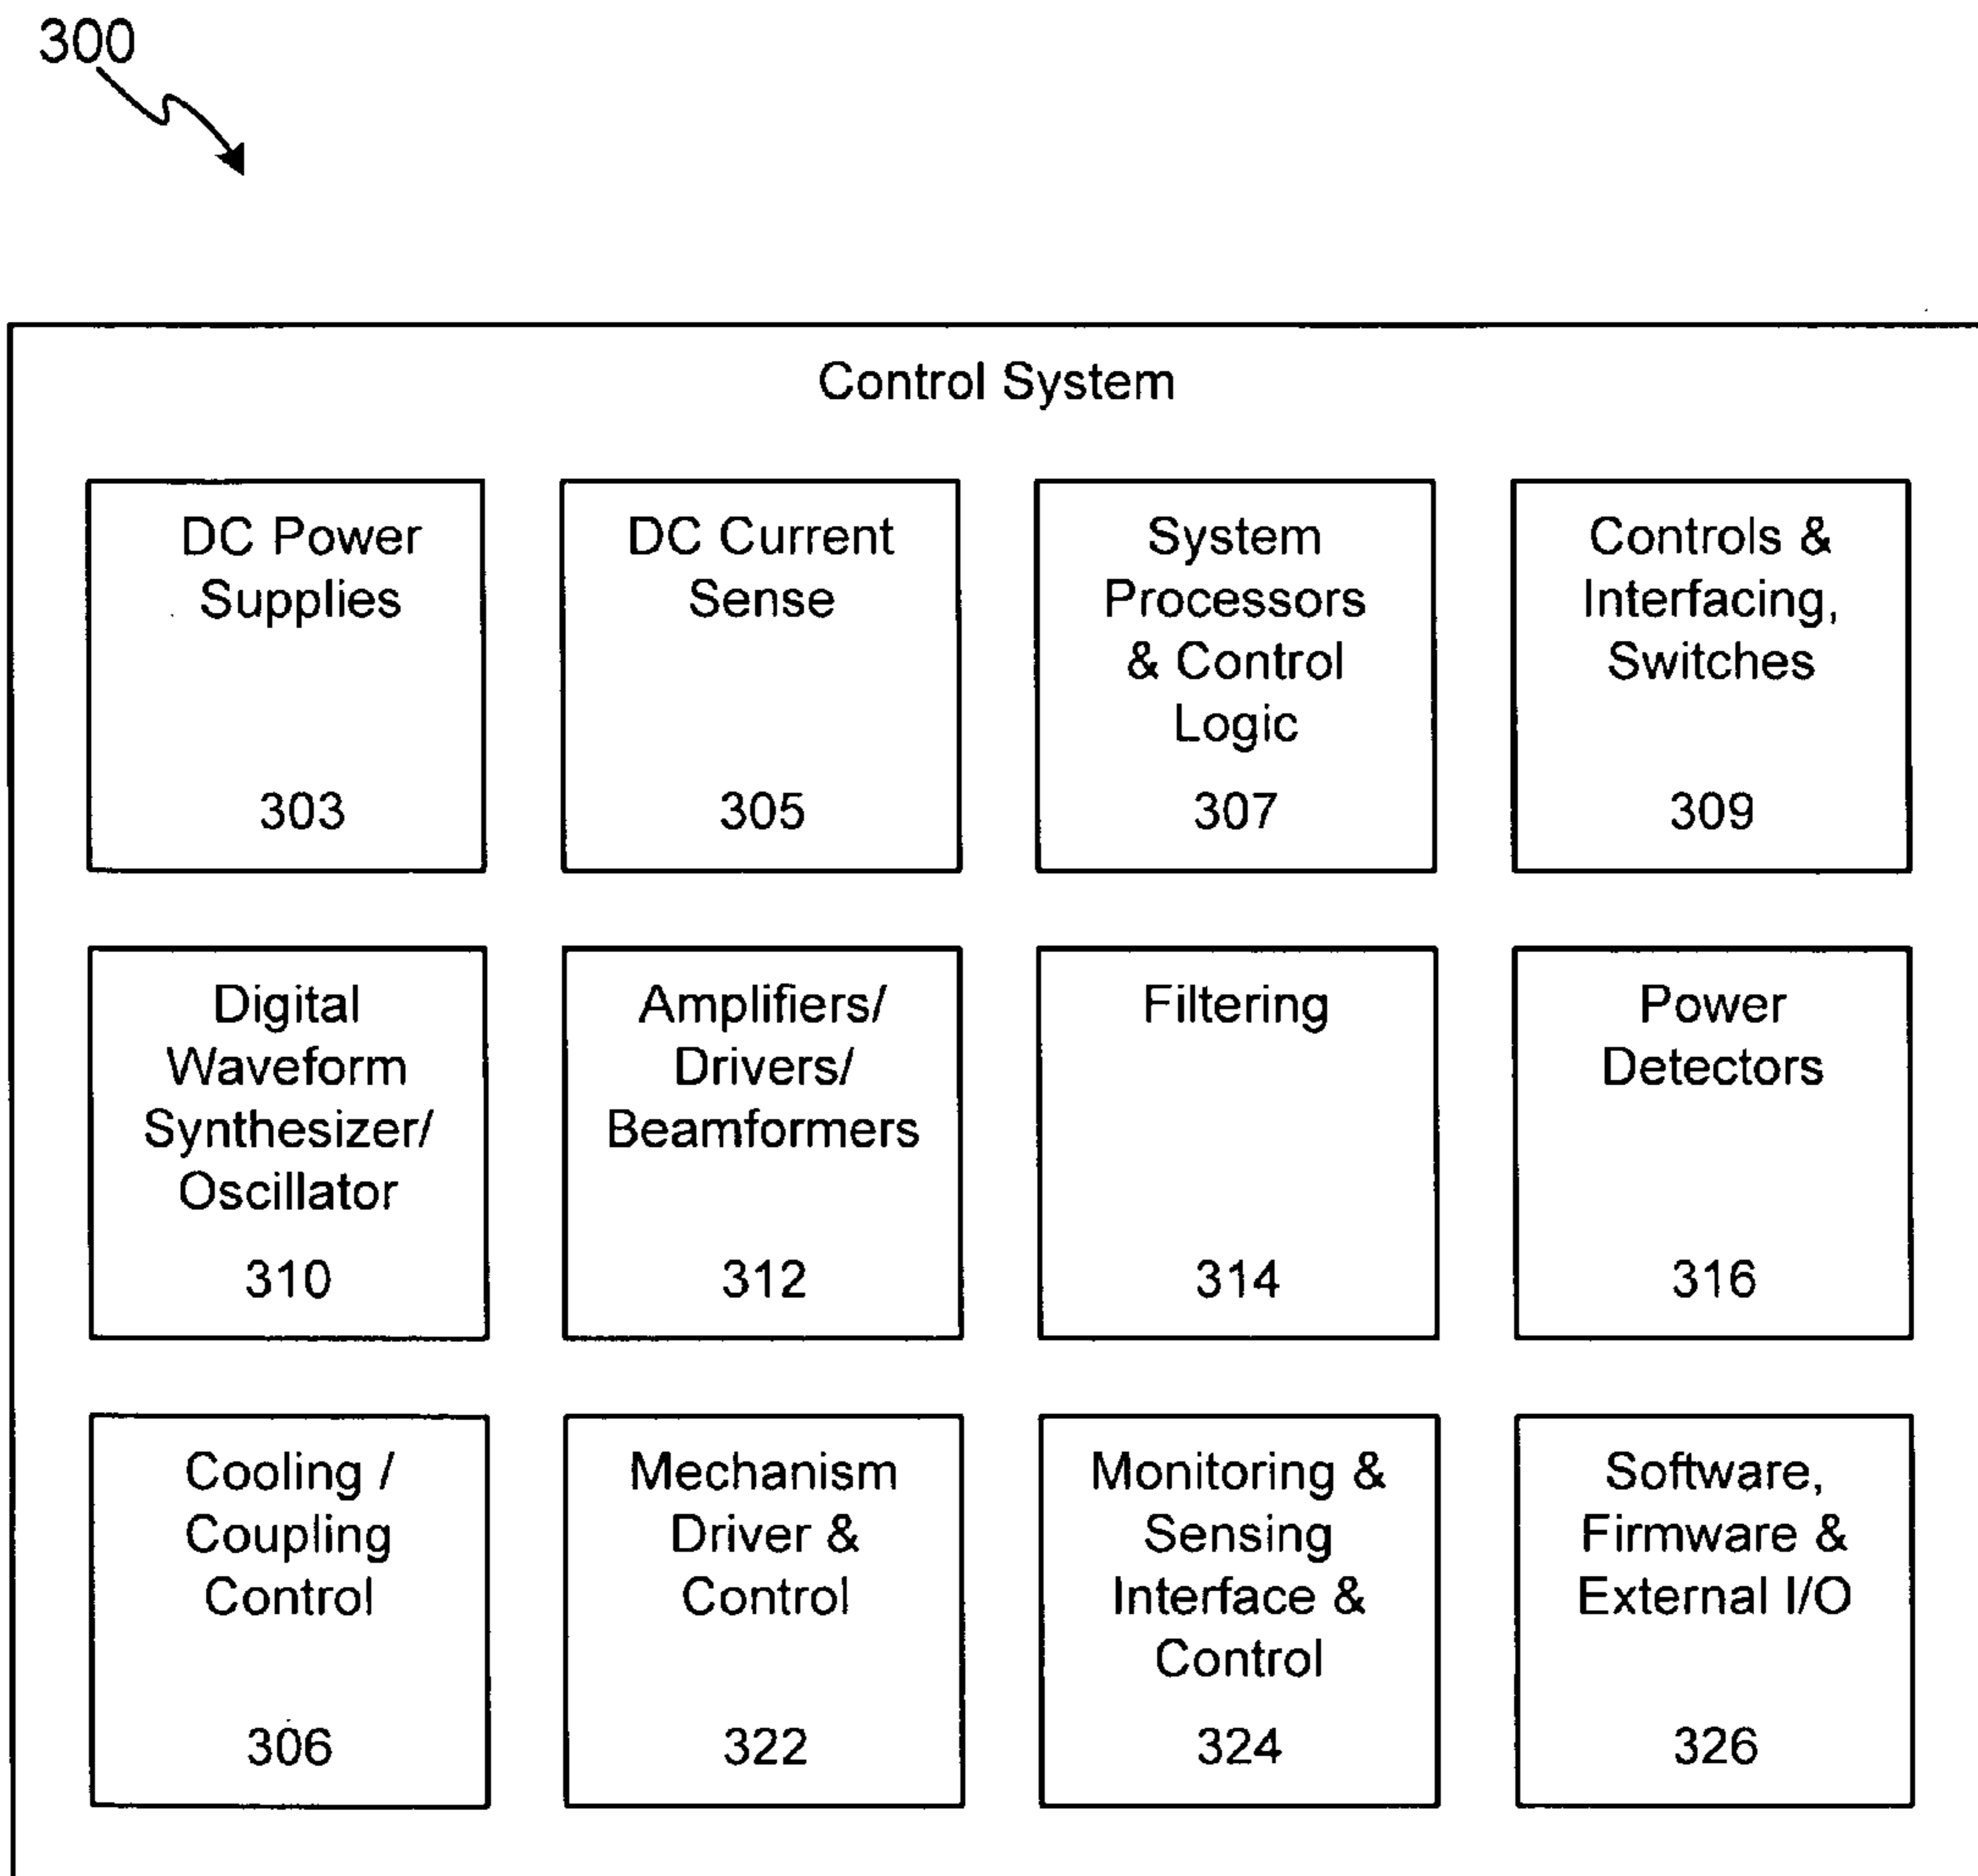 300
Control System
DC Power
Supplies
303
DC Current
Sense
305
System
Processors
& Control
Logic
307
Controls &
Interfacing,
Switches
309
Digital
Waveform
Synthesizer/
Oscillator
310
Amplifiers/
Drivers/
Beamformers
312
Filtering
314
Power
Detectors
316
Cooling /
Coupling
Control
306
Mechanism
Driver &
Control
322
Monitoring &
Sensing
Interface &
Control
324
Software,
Firmware &
External I/O
326